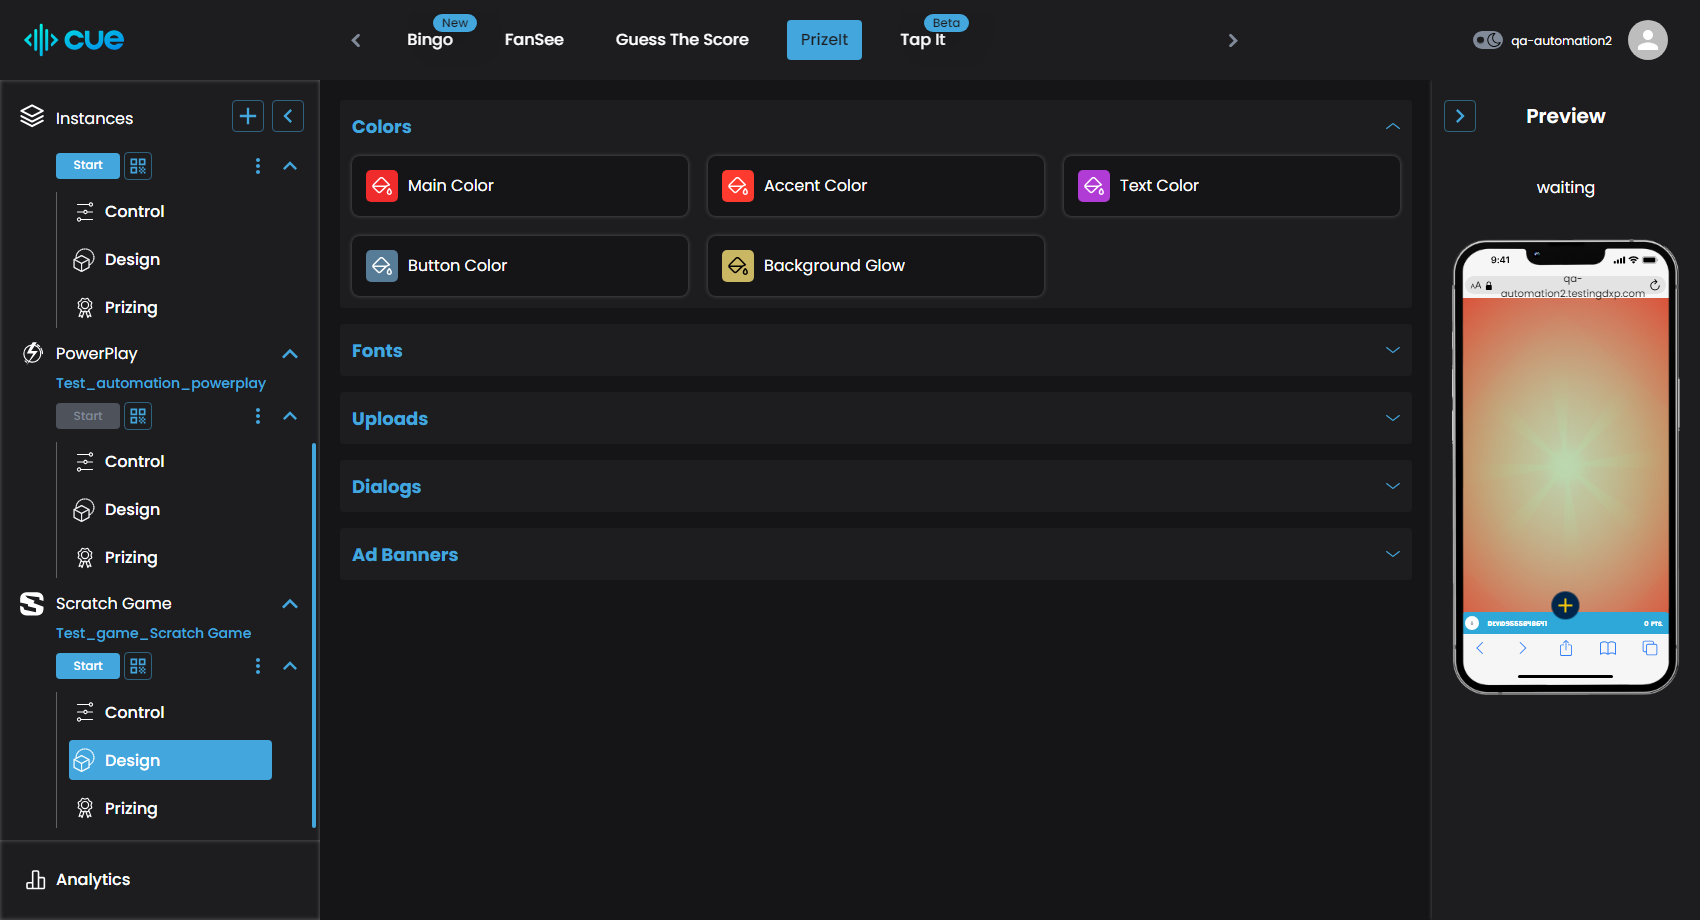 cue
New
Bingo
FanSee
Guess The Score
PrizeIt
Beta
Tap It
qa-automation2
Instances
Start
Control
Design
Prizing
PowerPlay
Test_automation_powerplay
Start
Control
Design
Prizing
Scratch Game
Test_game_Scratch Game
Start
Control
Design
Prizing
Analytics
Colors
Main Color
Accent Color
Text Color
Button Color
Background Glow
Fonts
Uploads
Dialogs
Ad Banners
Preview
waiting
9:41
AA
qa-
automation2.testingdxp.com
0 PTS.